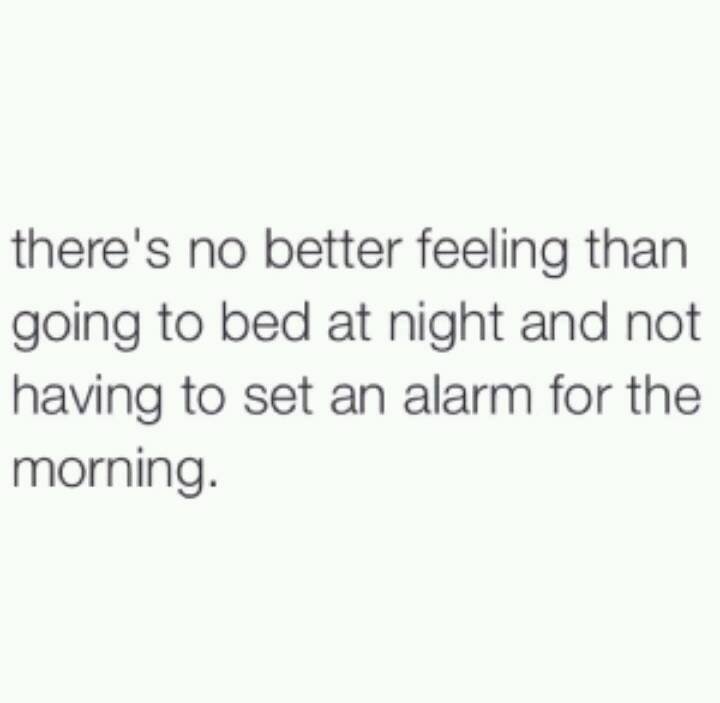 there's no better feeling than
going to bed at night and not
having to set an alarm for the
morning.